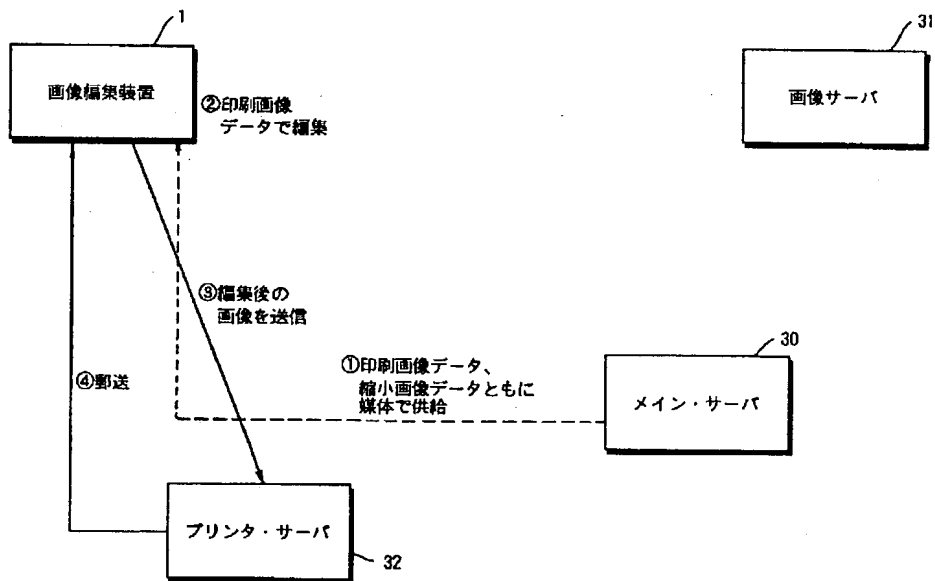 1
画像編集装置
31
画像サーバ
②印刷画像
データで編集
③編集後の
画像を送信
30
①印刷画像データ、
縮小画像データともに
媒体で供給
メイン・サーバ
④郵送
プリンタ・サーバ
32